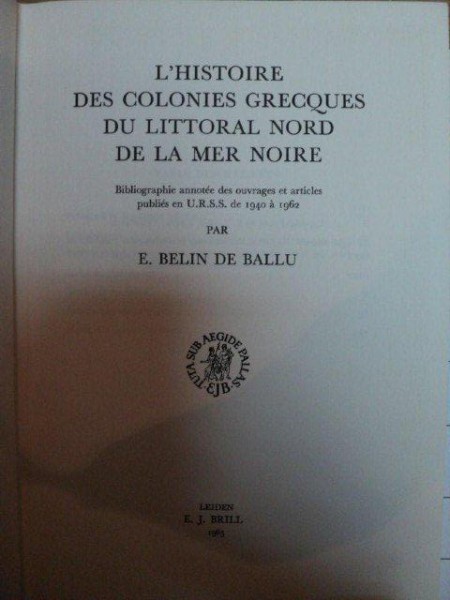 L'HISTOIRE
DES COLONIES GRECQUES
DU LITTORAL NORD
DE LA MER NOIRE
Bibliographie annotée des ouvrages et articles
publiés en U.R.S.S. de 1940 à 1962
PAR
E. BELIN DE BALLU
TUTA SUB AEGIDE PALLAS
EJB
LEIDEN
E. J. BRILL
1965